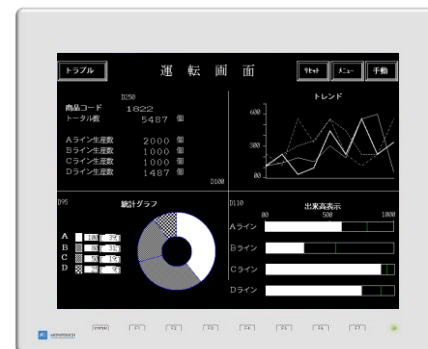 トラブル
運転画面
リセット
メニュー
手動
D250
商品コード 1822
トータル数 5487 個
Aライン生産数 2000 個
Bライン生産数 1000 個
Cライン生産数 1000 個
Dライン生産数 1487 個
D100
トレンド
600
300
00
D95
統計グラフ
A
B
C
D
D110
出来高表示
00 500 1000
Aライン
Bライン
Cライン
Dライン
SYSTEM F1 F2 F3 F4 F5 F6 F7
MONITOUCH